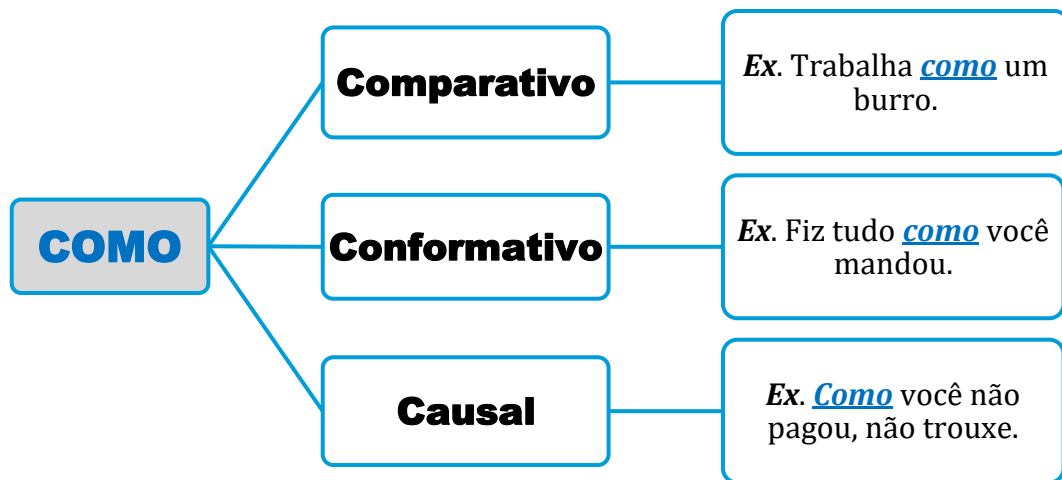 COMO
Comparativo
Ex. Trabalha como um
burro.
Conformativo
Ex. Fiz tudo como você
mandou.
Causal
Ex. Como você não
pagou, não trouxe.